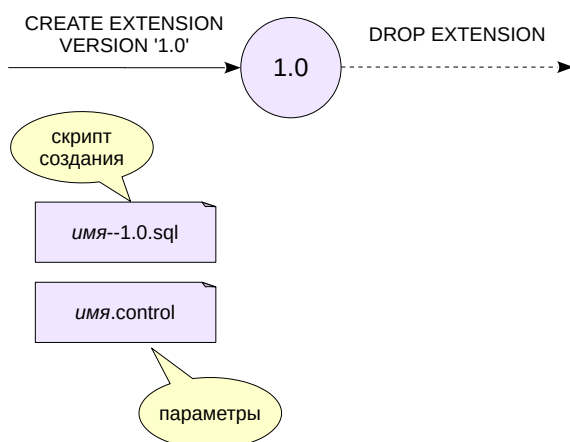 CREATE EXTENSION
VERSION '1.0'
1.0
DROP EXTENSION
скрипт
создания
имя--1.0.sql
имя.control
параметры